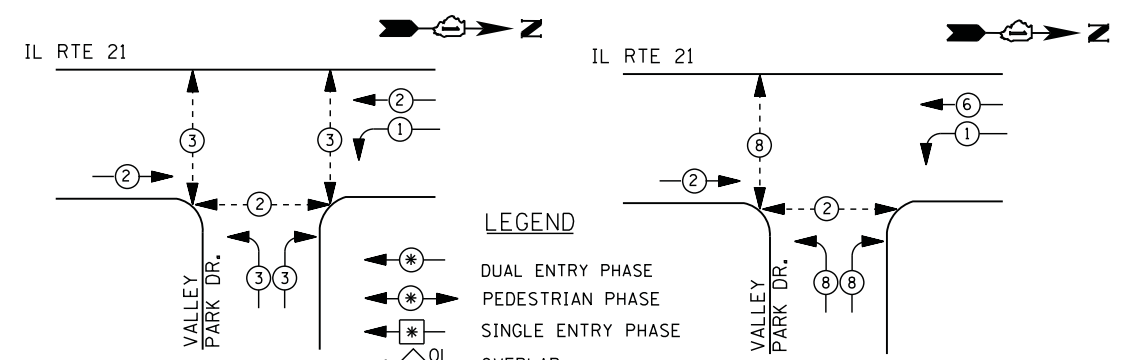 N
IL RTE 21
2
1
3
3
2
2
3
3
VALLEY
PARK DR.
LEGEND
* DUAL ENTRY PHASE
* PEDESTRIAN PHASE
* SINGLE ENTRY PHASE
OL
N
IL RTE 21
6
1
8
2
2
8
8
VALLEY
PARK DR.